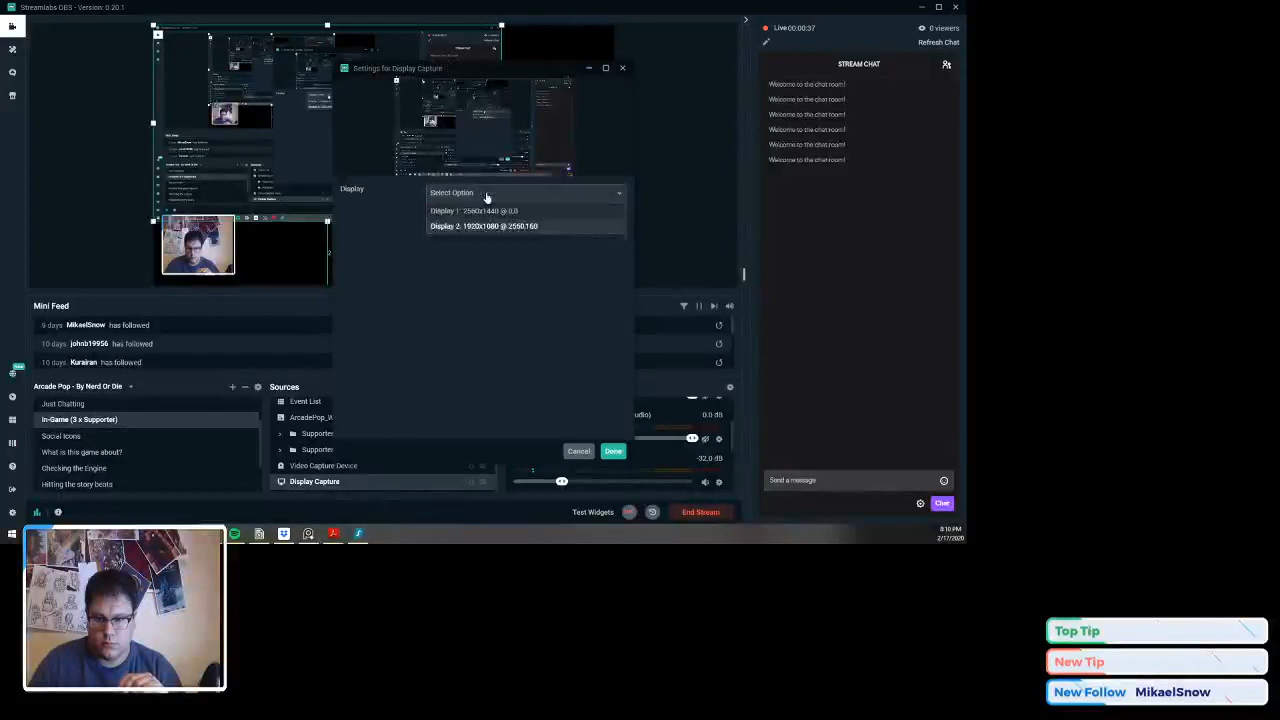 Streamlabs OBS - Version: 0.20.1
Live 00:00:37
0 viewers
Refresh Chat
STREAM CHAT
Welcome to the chat room!
Welcome to the chat room!
Welcome to the chat room!
Welcome to the chat room!
Welcome to the chat room!
Welcome to the chat room!
Settings for Display Capture
Display
Select Option
Display 1: 2560x1440 @ 0,0
Display 2: 1920x1080 @ 2560,160
Cancel
Done
Mini Feed
9 days MikaelSnow has followed
10 days johnb19956 has followed
10 days Kurairan has followed
Arcade Pop - By Nerd Or Die
Just Chatting
In-Game (3 x Supporter)
Social Icons
What is this game about?
Checking the Engine
Hitting the story beats
Sources
Event List
Video Capture Device
Display Capture
0.0 dB
-32.0 dB
Test Widgets
End Stream
Send a message
Chat
8:10 PM
2/17/2020
Top Tip
New Tip
New Follow MikaelSnow